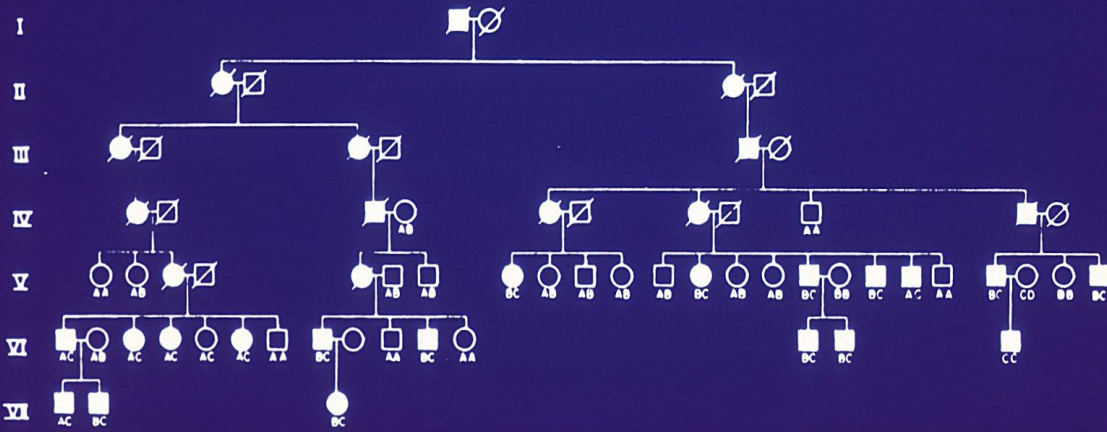 I
II
III
IV
AB AA
V
AA AB AB AB BC AB AB AB AB BC AB AB BC BB BC AC AA BC CD BB BC
VI
AC AB AC AC AC AC AA BC AA BC AA BC BC CC
VII
AC BC BC